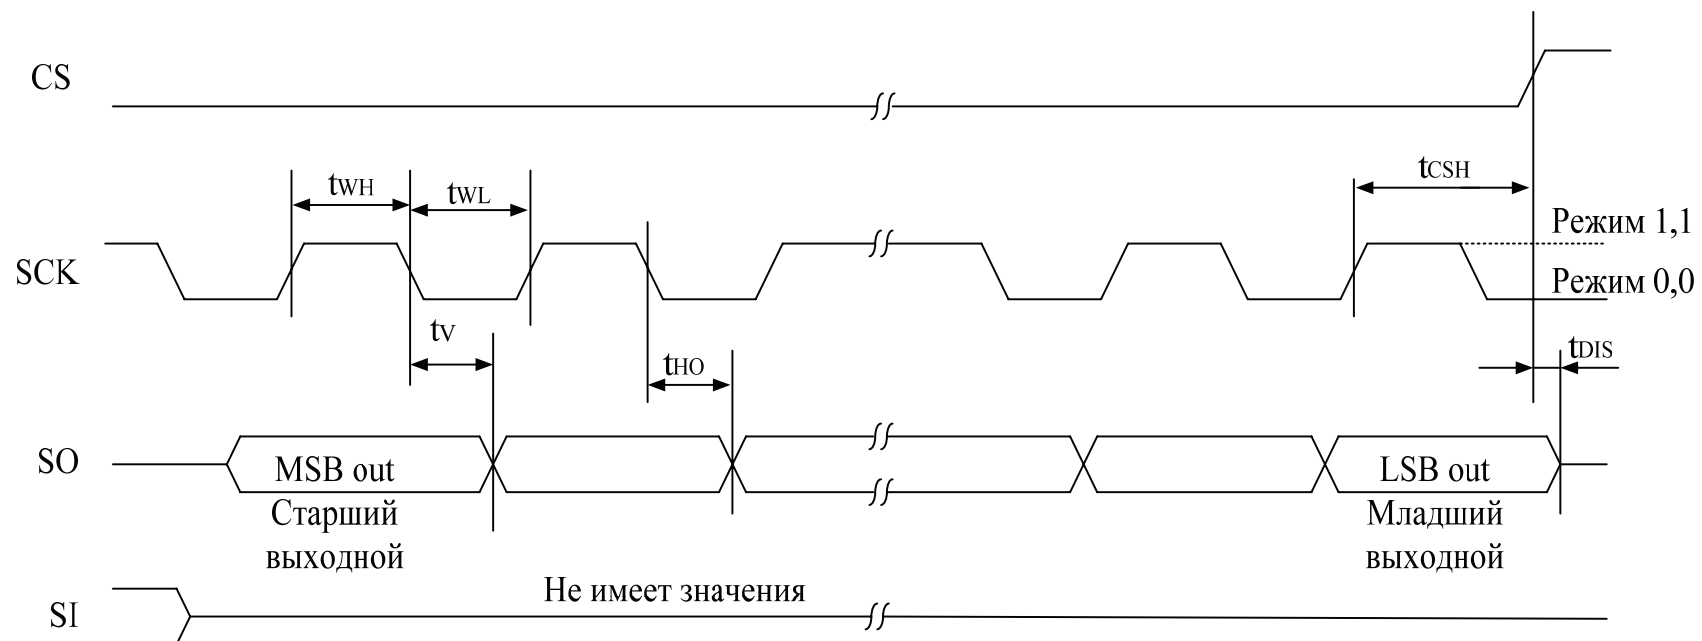 CS
tWH
tWL
tCSH
Режим 1,1
SCK
Режим 0,0
tV
tHO
tDIS
SO
MSB out
Старший
выходной
LSB out
Младший
выходной
Не имеет значения
SI